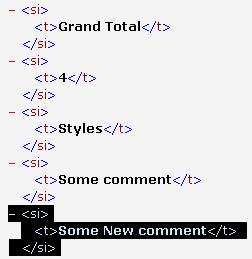 - <si>
<t>Grand Total</t>
</si>
- <si>
<t>4</t>
</si>
- <si>
<t>Styles</t>
</si>
- <si>
<t>Some comment</t>
</si>
- <si>
<t>Some New comment</t>
</si>